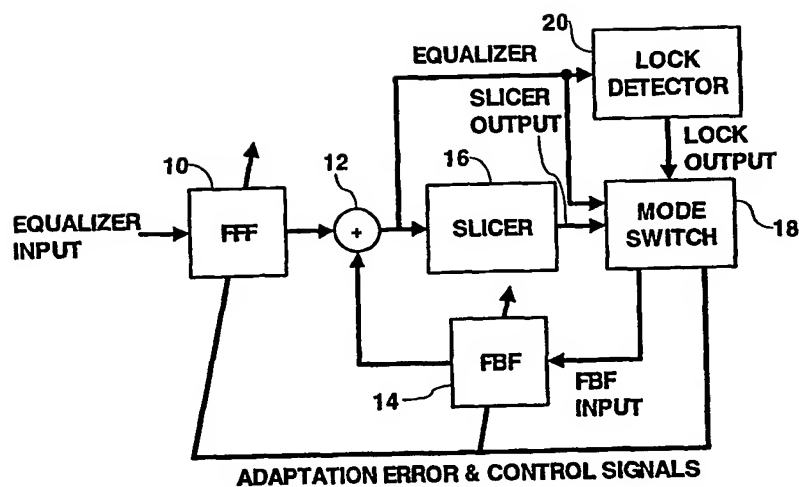 20
EQUALIZER
LOCK
DETECTOR
SLICER
OUTPUT
LOCK
OUTPUT
10
12
16
EQUALIZER
INPUT
FFF
+
SLICER
MODE
SWITCH
18
14
FBF
FBF
INPUT
ADAPTATION ERROR & CONTROL SIGNALS